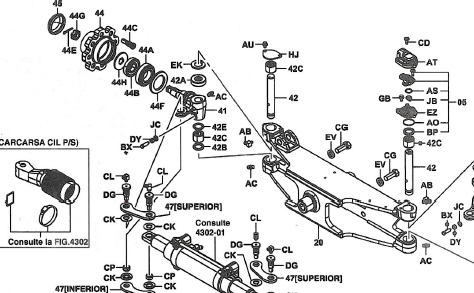 45
44G
44
44C
44E
44A
44H
44B
44F
EK
42A
AC
41
JC
DY
BX
42E
42C
42B
AB
AU
HJ
42C
42
AC
CG
EV
CG
EV
20
CD
AT
AS
GB
JB
EZ
AO
BP
42C
05
42
AB
JC
BX
DY
AC
CARCARSA CIL P/S)
Consulte la FIG.4302
CL
CL
DG
DG
47[SUPERIOR]
CK
CK
Consulte
4302-01
CL
DG
CL
DG
CK
CK
47[SUPERIOR]
CP
CP
CK
CK
47[INFERIOR]